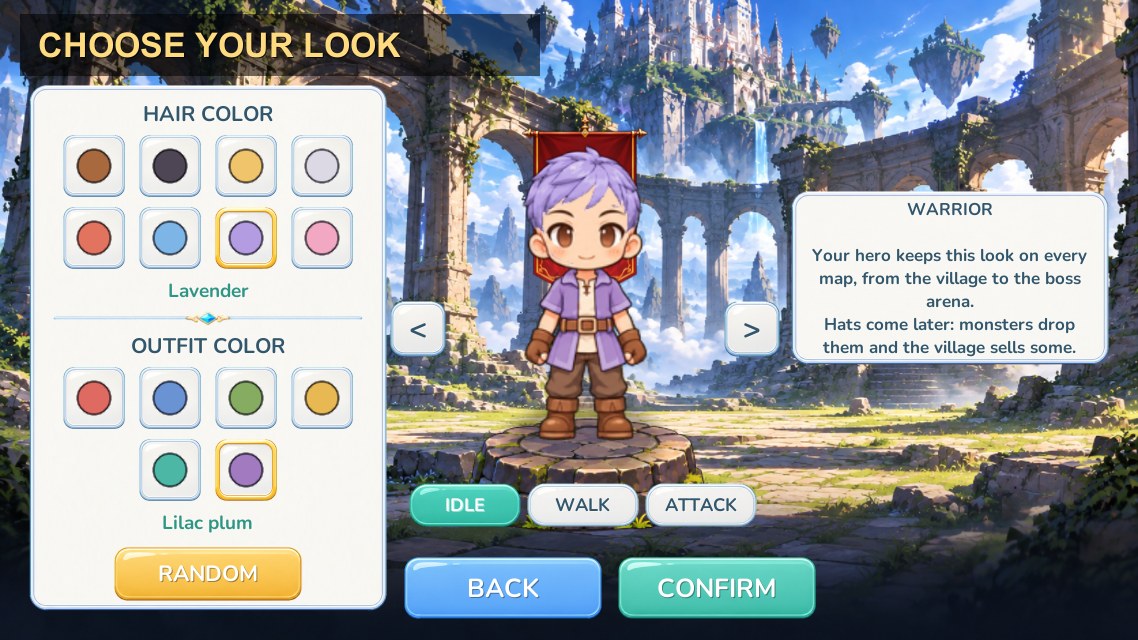 CHOOSE YOUR LOOK
HAIR COLOR
Lavender
OUTFIT COLOR
Lilac plum
RANDOM
<
>
IDLE
WALK
ATTACK
BACK
CONFIRM
WARRIOR
Your hero keeps this look on every
map, from the village to the boss
arena.
Hats come later: monsters drop
them and the village sells some.